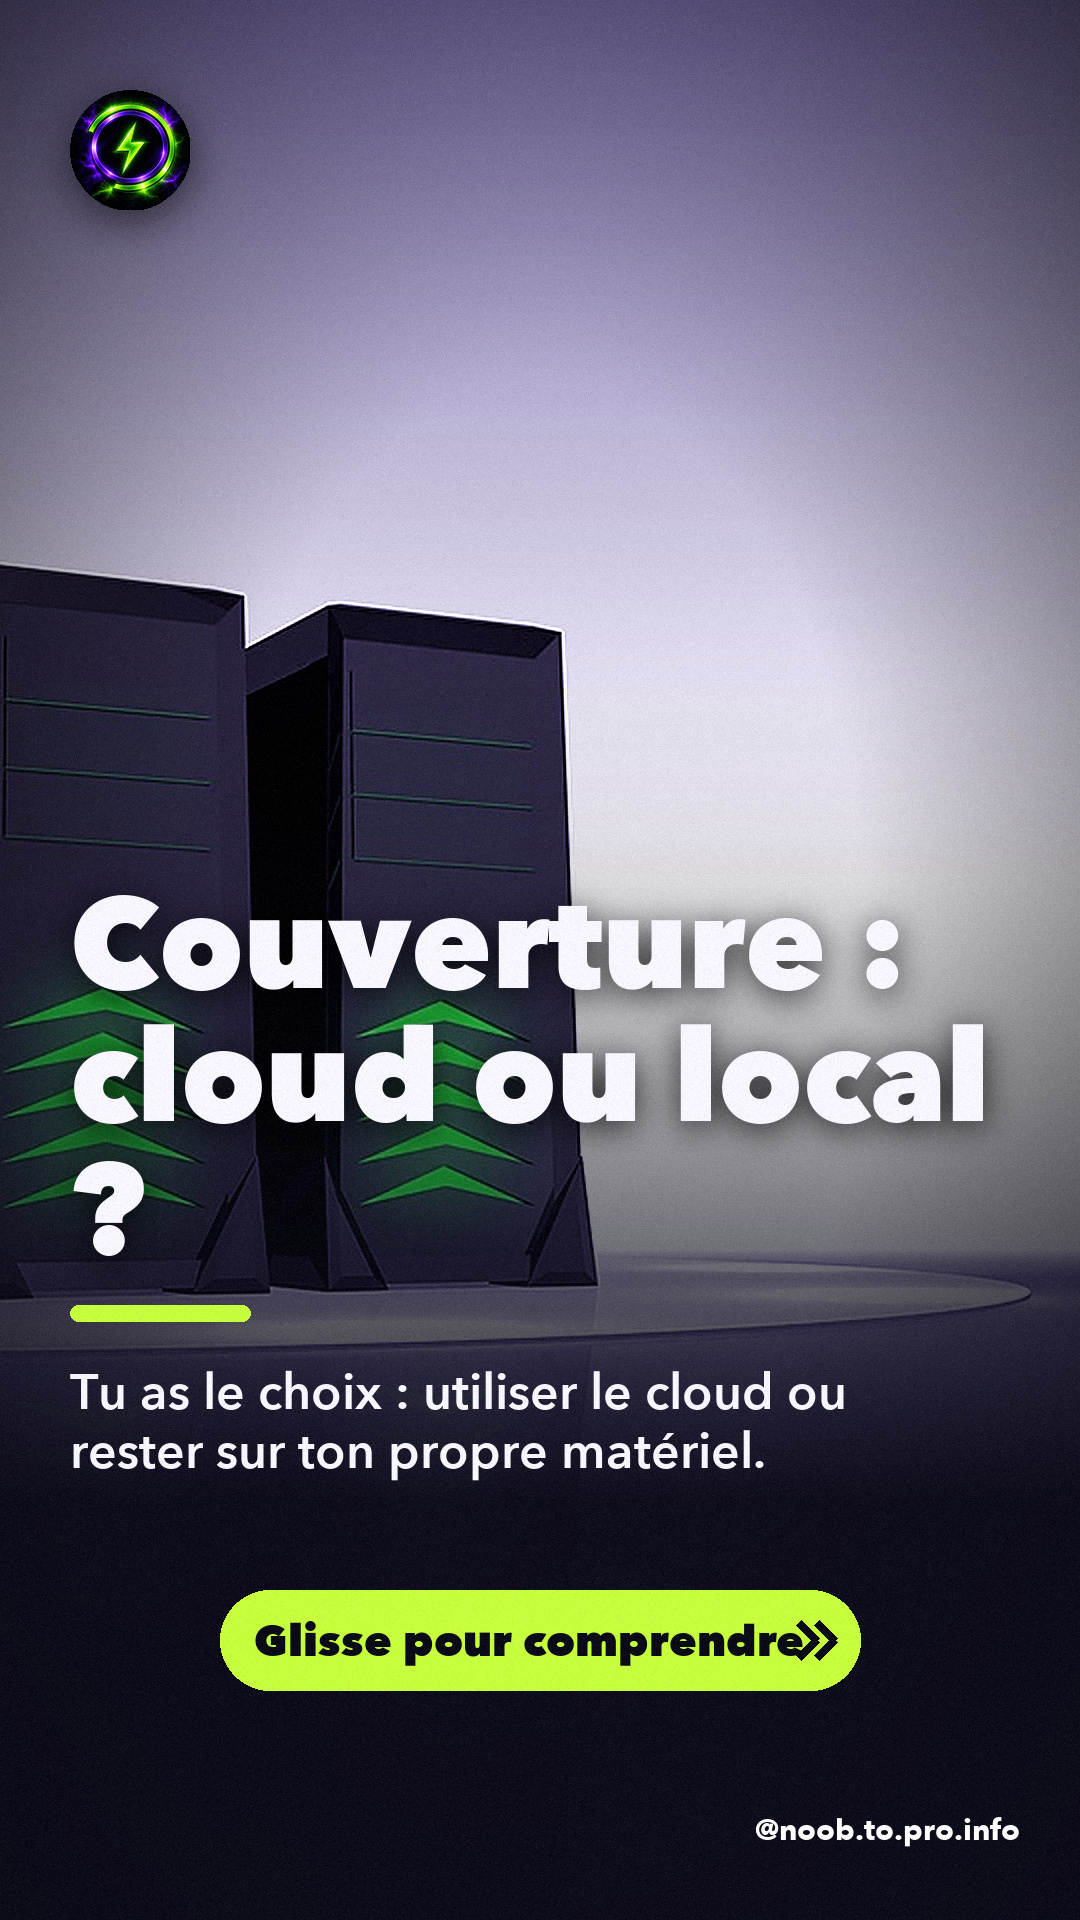 Couverture :
cloud ou local
?
Tu as le choix : utiliser le cloud ou
rester sur ton propre matériel.
Glisse pour comprendre
@noob.to.pro.info